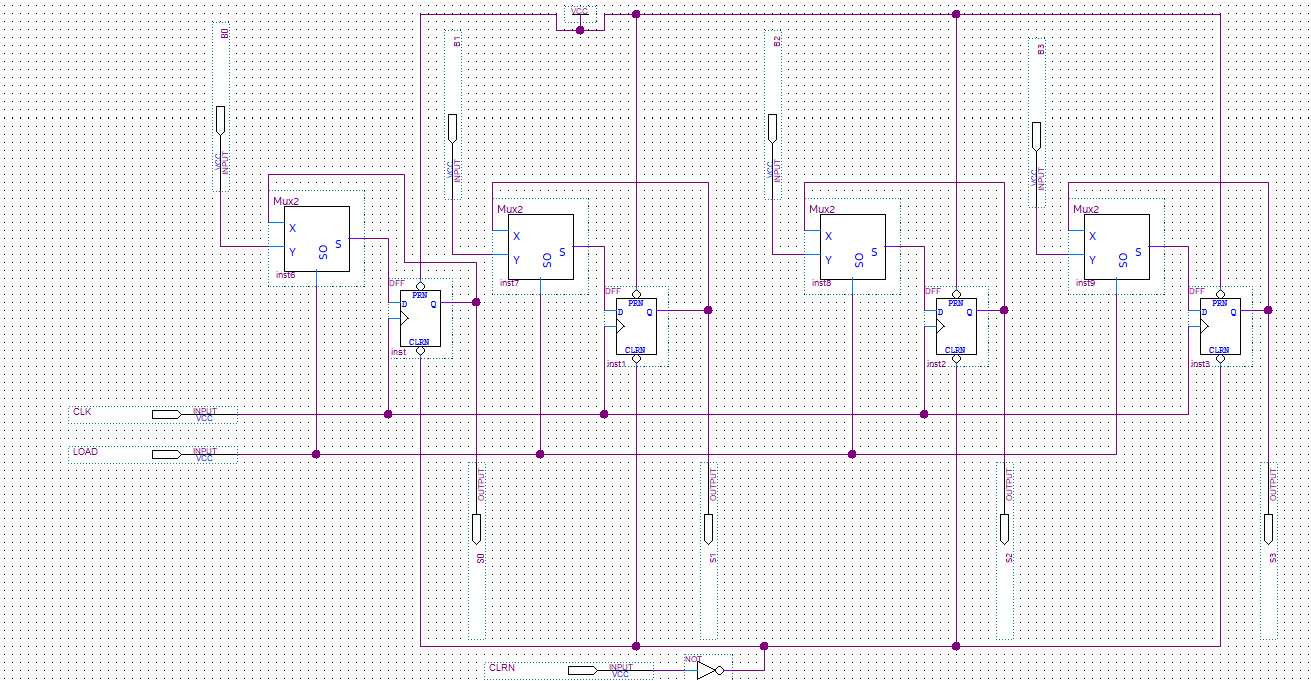 VCC
B0
B1
B2
B3
VCC
INPUT
VCC
INPUT
VCC
INPUT
VCC
INPUT
Mux2
X
Y
S
SO
inst6
Mux2
X
Y
S
SO
inst7
Mux2
X
Y
S
SO
inst8
Mux2
X
Y
S
SO
inst9
DFF
PRN
D
Q
CLRN
inst
DFF
PRN
D
Q
CLRN
inst1
DFF
PRN
D
Q
CLRN
inst2
DFF
PRN
D
Q
CLRN
inst3
CLK
INPUT
VCC
LOAD
INPUT
VCC
OUTPUT
S0
OUTPUT
S1
OUTPUT
S2
OUTPUT
S3
CLRN
INPUT
VCC
NOT